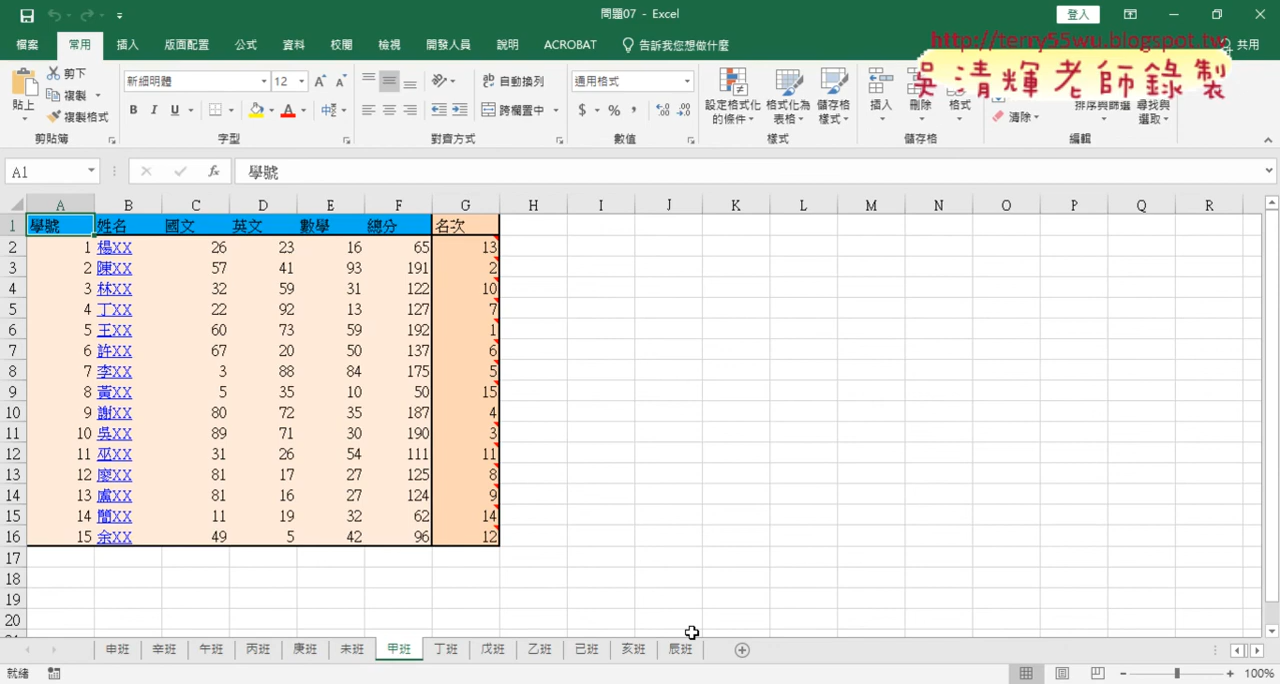 問題07 - Excel
登入
檔案 常用 插入 版面配置 公式 資料 校閱 檢視 開發人員 說明 ACROBAT 告訴我您想做什麼 共用
http://terry55wu.blogspot.tw
吳清輝老師錄製
貼上 剪下 複製 複製格式 剪貼簿
新細明體 12 B I U A 字型
ab 自動換列 跨欄置中 對齊方式
通用格式 $ % , 數值
設定格式化的條件 格式化為表格 儲存格樣式 樣式
插入 刪除 格式 儲存格
清除 排序與篩選 尋找與選取 編輯
A1 fx 學號
A B C D E F G H I J K L M N O P Q R
1 學號 姓名 國文 英文 數學 總分 名次
2 1 楊XX 26 23 16 65 13
3 2 陳XX 57 41 93 191 2
4 3 林XX 32 59 31 122 10
5 4 丁XX 22 92 13 127 7
6 5 王XX 60 73 59 192 1
7 6 許XX 67 20 50 137 6
8 7 李XX 3 88 84 175 5
9 8 黃XX 5 35 10 50 15
10 9 謝XX 80 72 35 187 4
11 10 吳XX 89 71 30 190 3
12 11 巫XX 31 26 54 111 11
13 12 廖XX 81 17 27 125 8
14 13 盧XX 81 16 27 124 9
15 14 簡XX 11 19 32 62 14
16 15 余XX 49 5 42 96 12
17
18
19
20
申班 辛班 午班 丙班 庚班 未班 甲班 丁班 戊班 乙班 己班 亥班 辰班
就緒 100%